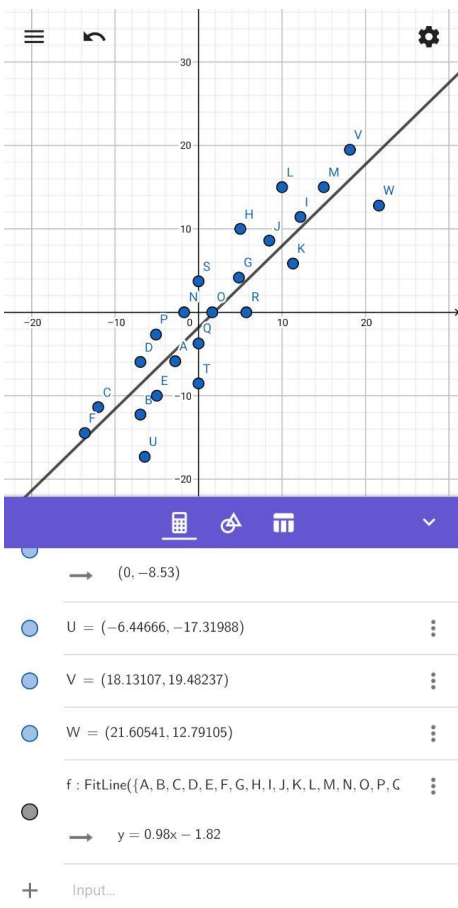 30
20
V
L M
W
H I
10
J
G K
S
N O R
−20 −10 0 10 20
P Q
D A
T
E
−10
C B
F
U
−20
(0, −8.53)
U = (−6.44666, −17.31988)
V = (18.13107, 19.48237)
W = (21.60541, 12.79105)
f : FitLine({A, B, C, D, E, F, G, H, I, J, K, L, M, N, O, P, Q
y = 0.98x − 1.82
Input...